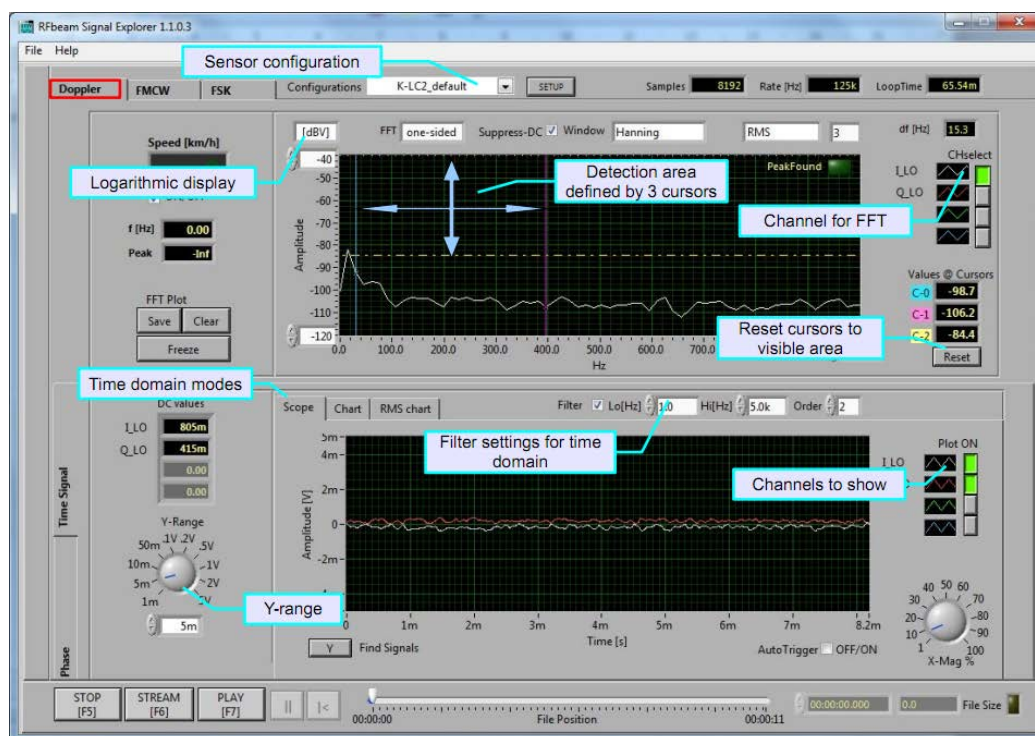 RFbeam Signal Explorer 1.1.0.3
File Help
Sensor configuration
Doppler FMCW FSK
Configurations K-LC2_default SETUP Samples 8192 Rate [Hz] 125k LoopTime 65.54m
[dBV] FFT one-sided Suppress-DC Window Hanning RMS 3 df [Hz] 15.3
Speed [km/h]
Logarithmic display
f [Hz] 0.00
Peak -Inf
FFT Plot
Save Clear
Freeze
Amplitude
-40
-50
-60
-70
-80
-90
-100
-110
-120
Detection area
defined by 3 cursors
PeakFound
0.0 100.0 200.0 300.0 400.0 500.0 600.0 700.0
Hz
CHselect
I_LO
Q_LO
Channel for FFT
Values @ Cursors
C-0 -98.7
C-1 -106.2
C-2 -84.4
Reset
Reset cursors to
visible area
Time domain modes
Time Signal
Phase
DC values
I_LO 805m
Q_LO 415m
0.00
0.00
Y-Range
50m .1V .2V .5V
10m 1V
5m 2V
1m 5V
5m
Y-range
Scope Chart RMS chart Filter Lo[Hz] 1.0 Hi[Hz] 5.0k Order 2
Filter settings for time
domain
Amplitude [V]
5m
4m
2m
0
-2m
0 1m 2m 3m 4m 5m 6m 7m 8.2m
Time [s]
Y Find Signals AutoTrigger OFF/ON
Plot ON
I_LO
Channels to show
40 50 60
30 70
20 80
10 90
1 100
X-Mag %
STOP
[F5]
STREAM
[F6]
PLAY
[F7]
|| |<
00:00:00 File Position 00:00:11
00:00:00.000 0.0 File Size